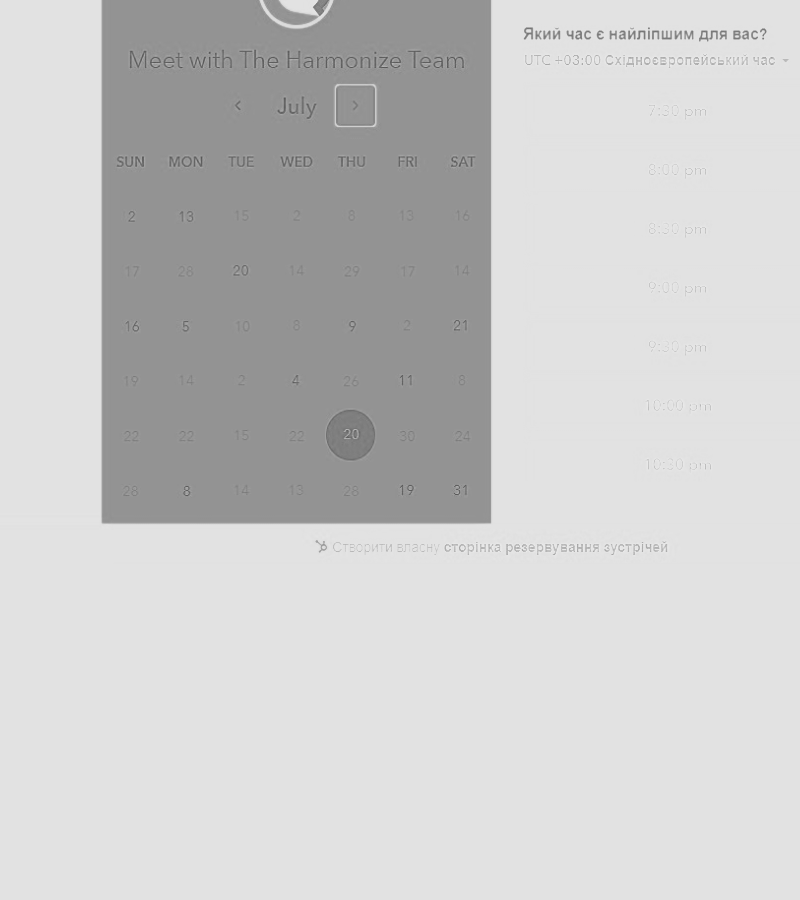 Meet with The Harmonize Team
July
SUN MON TUE WED THU FRI SAT
2 13 15 2 8 13 16
17 28 20 14 29 17 14
16 5 10 8 9 2 21
19 14 2 4 26 11 8
22 22 15 22 20 30 24
28 8 14 13 28 19 31
Який час є найліпшим для вас?
UTC +03:00 Східноєвропейський час
7:30 pm
8:00 pm
8:30 pm
9:00 pm
9:30 pm
10:00 pm
10:30 pm
Створити власну сторінка резервування зустрічей